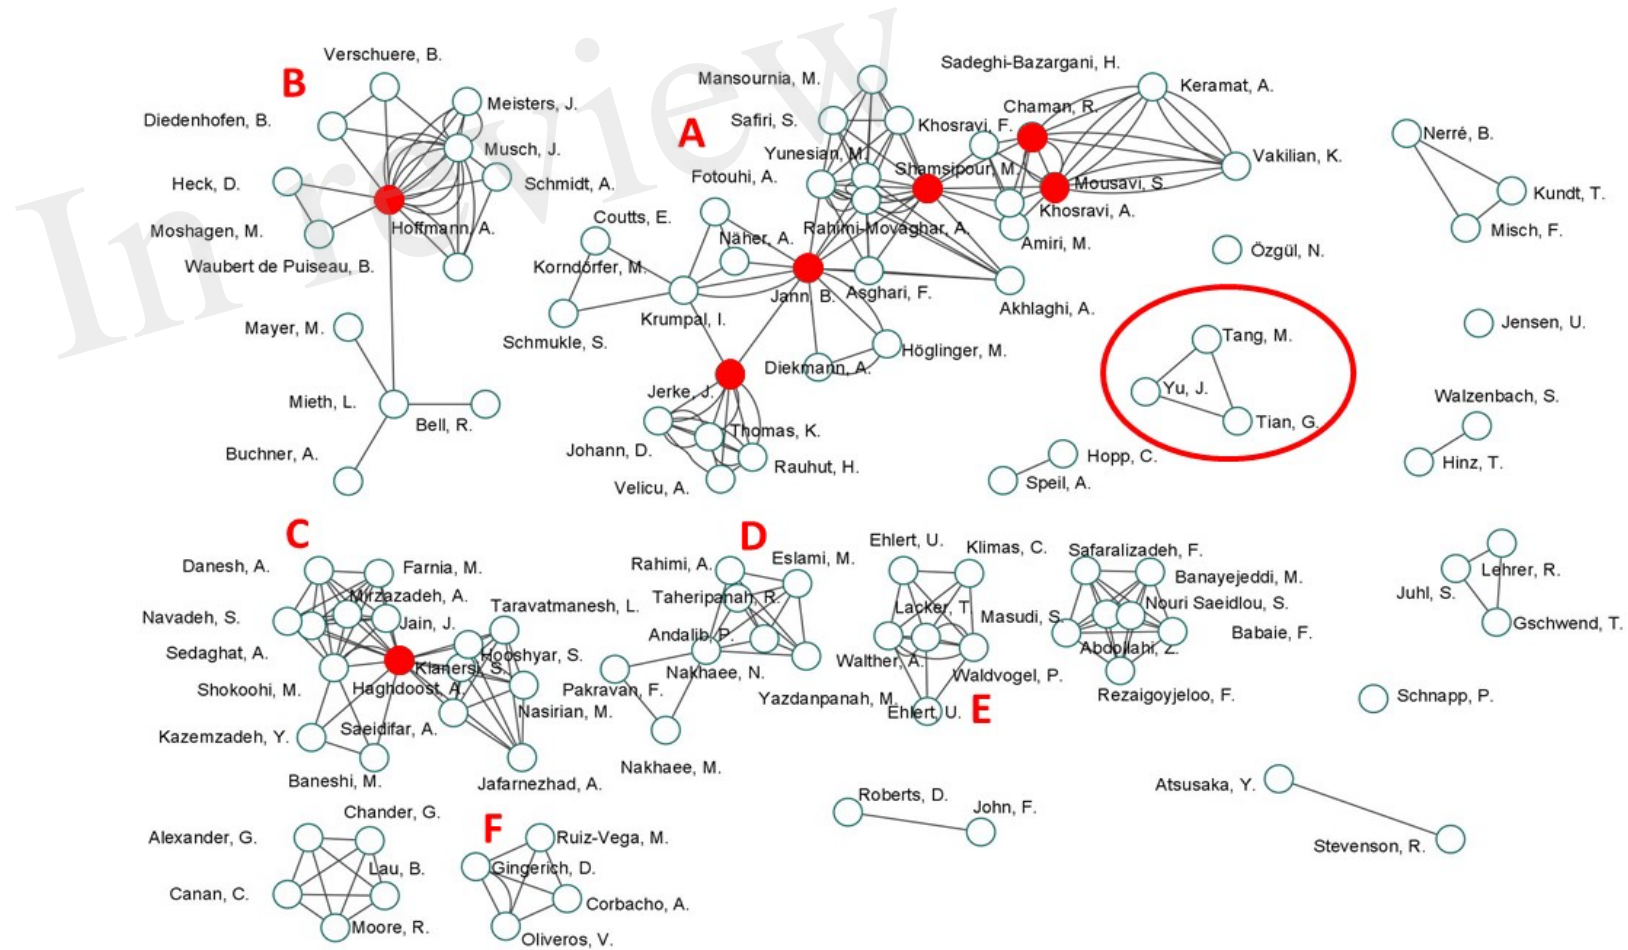 In review
Verschuere, B.
B
Meisters, J.
Diedenhofen, B.
Musch, J.
Heck, D.
Schmidt, A.
Moshagen, M.
Hoffmann, A.
Waubert de Puiseau, B.
Mayer, M.
Mieth, L.
Bell, R.
Buchner, A.
A
Sadeghi-Bazargani, H.
Mansournia, M.
Keramat, A.
Chaman, R.
Safiri, S.
Khosravi, F.
Yunesian, M.
Vakilian, K.
Shamsipour, M.
Fotouhi, A.
Mousavi, S.
Khosravi, A.
Coutts, E.
Rahimi-Movaghar, A.
Näher, A.
Amiri, M.
Korndörfer, M.
Jann, B.
Asghari, F.
Akhlaghi, A.
Krumpal, I.
Schmukle, S.
Höglinger, M.
Diekmann, A.
Jerke, J.
Thomas, K.
Johann, D.
Rauhut, H.
Velicu, A.
Nerré, B.
Kundt, T.
Misch, F.
Özgül, N.
Jensen, U.
Tang, M.
Yu, J.
Tian, G.
Walzenbach, S.
Hinz, T.
Hopp, C.
Speil, A.
C
Danesh, A.
Farnia, M.
Mirzazadeh, A.
Navadeh, S.
Jain, J.
Taravatmanesh, L.
Sedaghat, A.
Hooshyar, S.
Kianersi, S.
Shokoohi, M.
Haghdoost, A.
Nasirian, M.
Saeidifar, A.
Kazemzadeh, Y.
Baneshi, M.
Jafarnezhad, A.
D
Rahimi, A.
Eslami, M.
Taheripanah, R.
Andalib, P.
Nakhaee, N.
Pakravan, F.
Yazdanpanah, M.
Nakhaee, M.
Ehlert, U.
Klimas, C.
Lacker, T.
Walther, A.
Waldvogel, P.
Ehlert, U.
E
Safaralizadeh, F.
Banayejeddi, M.
Nouri Saeidlou, S.
Masudi, S.
Babaie, F.
Abdollahi, Z.
Rezaigoyjeloo, F.
Lehrer, R.
Juhl, S.
Gschwend, T.
Schnapp, P.
Chander, G.
Alexander, G.
Lau, B.
Canan, C.
Moore, R.
F
Ruiz-Vega, M.
Gingerich, D.
Corbacho, A.
Oliveros, V.
Roberts, D.
John, F.
Atsusaka, Y.
Stevenson, R.